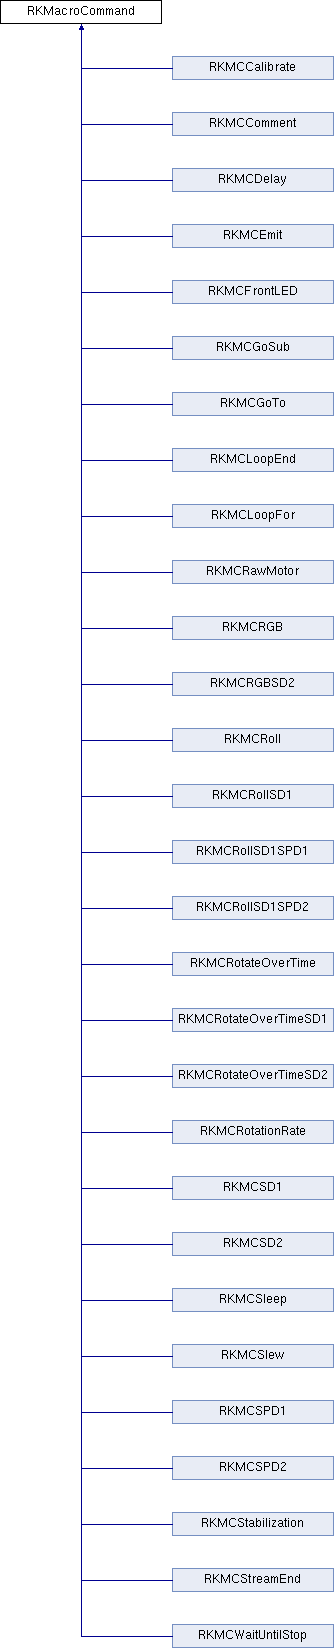 RKMacroCommand
RKMCCalibrate
RKMCComment
RKMCDelay
RKMCEmit
RKMCFrontLED
RKMCGoSub
RKMCGoTo
RKMCLoopEnd
RKMCLoopFor
RKMCRawMotor
RKMCRGB
RKMCRGBSD2
RKMCRoll
RKMCRollSD1
RKMCRollSD1SPD1
RKMCRollSD1SPD2
RKMCRotateOverTime
RKMCRotateOverTimeSD1
RKMCRotateOverTimeSD2
RKMCRotationRate
RKMCSD1
RKMCSD2
RKMCSleep
RKMCSlew
RKMCSPD1
RKMCSPD2
RKMCStabilization
RKMCStreamEnd
RKMCWaitUntilStop